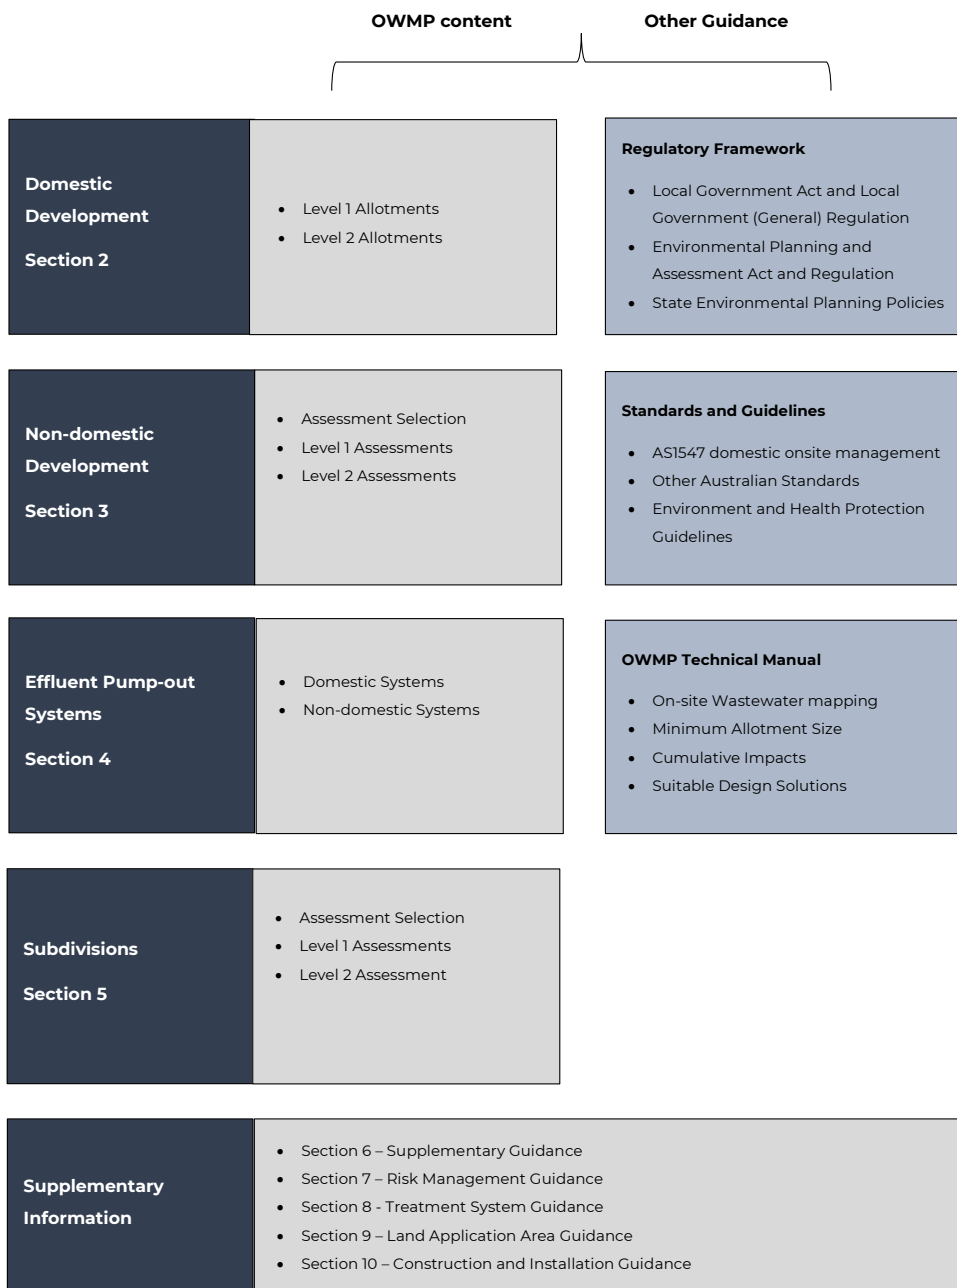 OWMP content
Other Guidance
Domestic
Development
Section 2
• Level 1 Allotments
• Level 2 Allotments
Regulatory Framework
• Local Government Act and Local
Government (General) Regulation
• Environmental Planning and
Assessment Act and Regulation
• State Environmental Planning Policies
Non-domestic
Development
Section 3
• Assessment Selection
• Level 1 Assessments
• Level 2 Assessments
Standards and Guidelines
• AS1547 domestic onsite management
• Other Australian Standards
• Environment and Health Protection
Guidelines
Effluent Pump-out
Systems
Section 4
• Domestic Systems
• Non-domestic Systems
OWMP Technical Manual
• On-site Wastewater mapping
• Minimum Allotment Size
• Cumulative Impacts
• Suitable Design Solutions
Subdivisions
Section 5
• Assessment Selection
• Level 1 Assessments
• Level 2 Assessment
Supplementary
Information
• Section 6 – Supplementary Guidance
• Section 7 – Risk Management Guidance
• Section 8 - Treatment System Guidance
• Section 9 – Land Application Area Guidance
• Section 10 – Construction and Installation Guidance